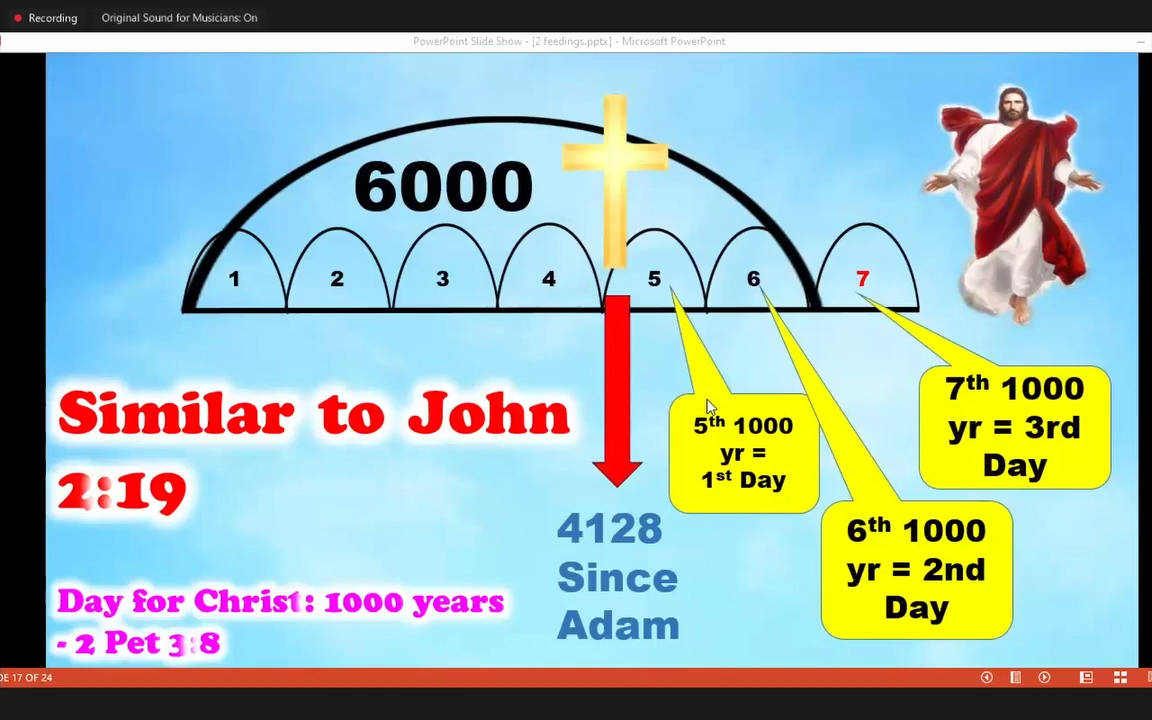 Recording
Original Sound for Musicians: On
PowerPoint Slide Show - [2 feedings.pptx] - Microsoft PowerPoint
6000
1 2 3 4 5 6 7
Similar to John
2:19
Day for Christ: 1000 years
- 2 Pet 3:8
4128
Since
Adam
5th 1000
yr =
1st Day
6th 1000
yr = 2nd
Day
7th 1000
yr = 3rd
Day
DE 17 OF 24